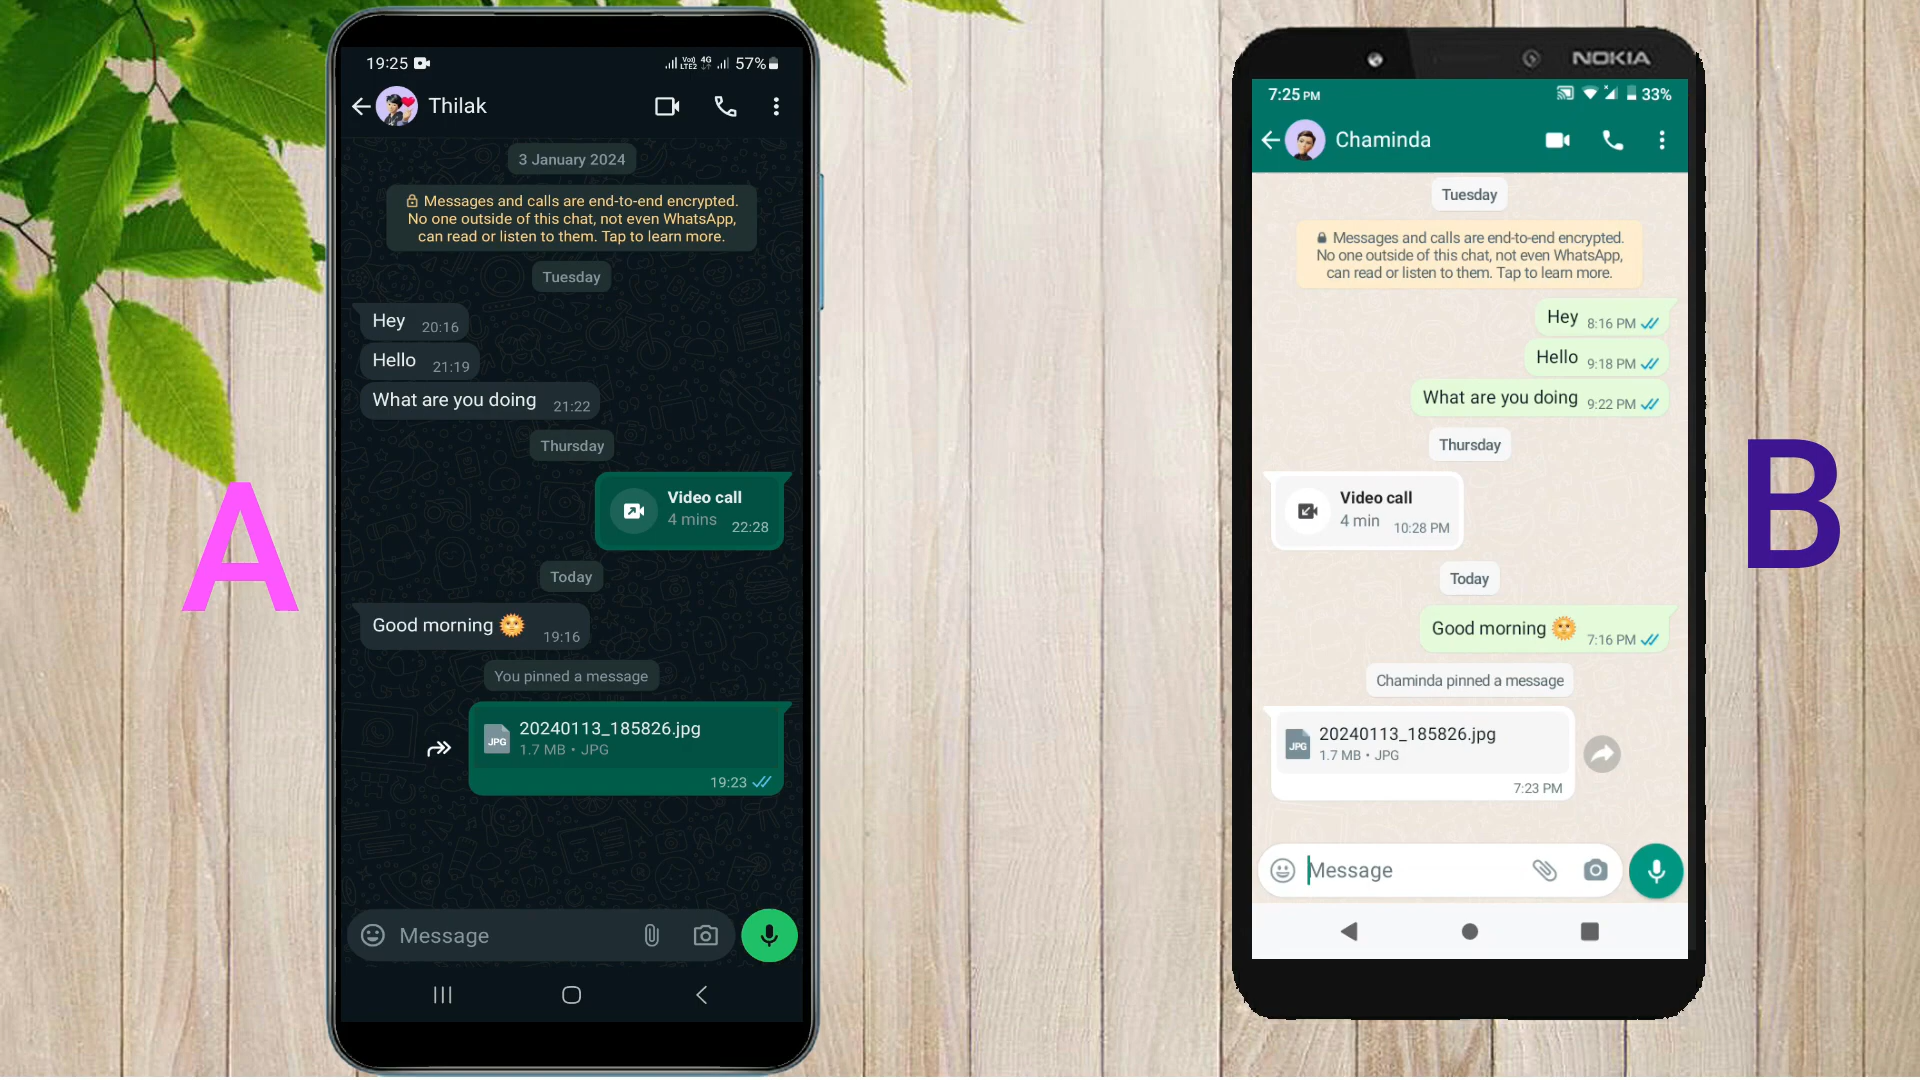 A
19:25
Vo)) 4G
LTE2
57%
Thilak
3 January 2024
Messages and calls are end-to-end encrypted.
No one outside of this chat, not even WhatsApp,
can read or listen to them. Tap to learn more.
Tuesday
Hey 20:16
Hello 21:19
What are you doing 21:22
Thursday
Video call
4 mins 22:28
Today
Good morning 🌞 19:16
You pinned a message
JPG
20240113_185826.jpg
1.7 MB • JPG
19:23
Message
NOKIA
7:25 PM
33%
Chaminda
Tuesday
Messages and calls are end-to-end encrypted.
No one outside of this chat, not even WhatsApp,
can read or listen to them. Tap to learn more.
Hey 8:16 PM
Hello 9:18 PM
What are you doing 9:22 PM
Thursday
Video call
4 min 10:28 PM
Today
Good morning 🌞 7:16 PM
Chaminda pinned a message
JPG
20240113_185826.jpg
1.7 MB • JPG
7:23 PM
Message
B